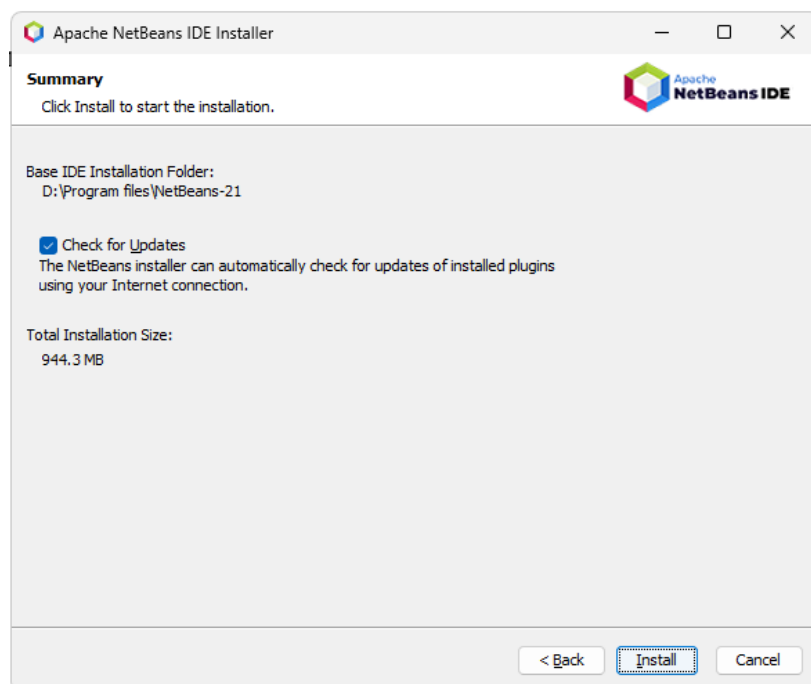 Apache NetBeans IDE Installer
Summary
Click Install to start the installation.
Apache
NetBeans IDE
Base IDE Installation Folder:
D:\Program files\NetBeans-21
Check for Updates
The NetBeans installer can automatically check for updates of installed plugins
using your Internet connection.
Total Installation Size:
944.3 MB
< Back Install Cancel